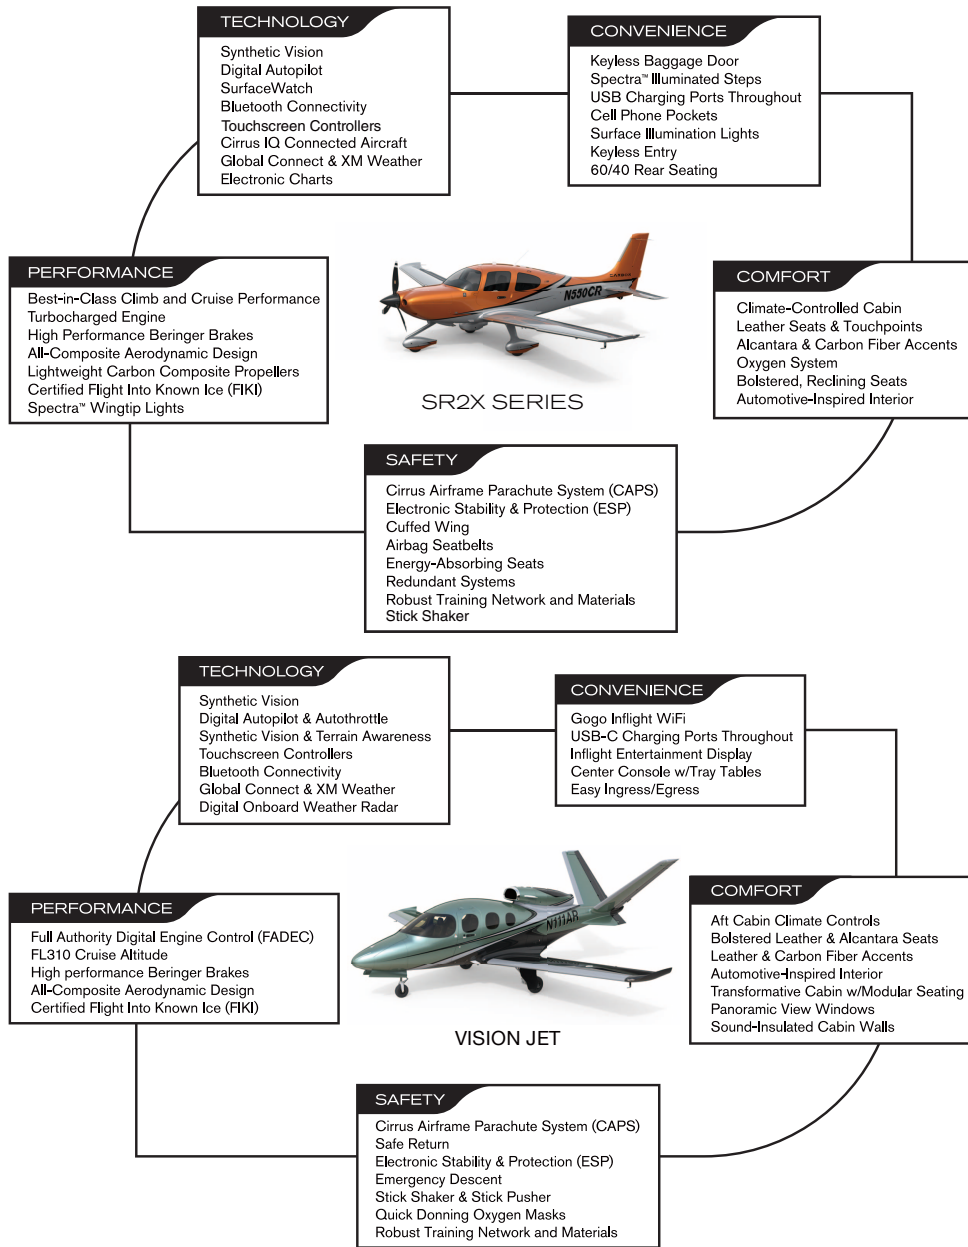 TECHNOLOGY
Synthetic Vision
Digital Autopilot
SurfaceWatch
Bluetooth Connectivity
Touchscreen Controllers
Cirrus IQ Connected Aircraft
Global Connect & XM Weather
Electronic Charts
CONVENIENCE
Keyless Baggage Door
Spectra™ Illuminated Steps
USB Charging Ports Throughout
Cell Phone Pockets
Surface Illumination Lights
Keyless Entry
60/40 Rear Seating
PERFORMANCE
Best-in-Class Climb and Cruise Performance
Turbocharged Engine
High Performance Beringer Brakes
All-Composite Aerodynamic Design
Lightweight Carbon Composite Propellers
Certified Flight Into Known Ice (FIKI)
Spectra™ Wingtip Lights
N550CR
SR2X SERIES
COMFORT
Climate-Controlled Cabin
Leather Seats & Touchpoints
Alcantara & Carbon Fiber Accents
Oxygen System
Bolstered, Reclining Seats
Automotive-Inspired Interior
SAFETY
Cirrus Airframe Parachute System (CAPS)
Electronic Stability & Protection (ESP)
Cuffed Wing
Airbag Seatbelts
Energy-Absorbing Seats
Redundant Systems
Robust Training Network and Materials
Stick Shaker
TECHNOLOGY
Synthetic Vision
Digital Autopilot & Autothrottle
Synthetic Vision & Terrain Awareness
Touchscreen Controllers
Bluetooth Connectivity
Global Connect & XM Weather
Digital Onboard Weather Radar
CONVENIENCE
Gogo Inflight WiFi
USB-C Charging Ports Throughout
Inflight Entertainment Display
Center Console w/Tray Tables
Easy Ingress/Egress
PERFORMANCE
Full Authority Digital Engine Control (FADEC)
FL310 Cruise Altitude
High performance Beringer Brakes
All-Composite Aerodynamic Design
Certified Flight Into Known Ice (FIKI)
N111AR
VISION JET
COMFORT
Aft Cabin Climate Controls
Bolstered Leather & Alcantara Seats
Leather & Carbon Fiber Accents
Automotive-Inspired Interior
Transformative Cabin w/Modular Seating
Panoramic View Windows
Sound-Insulated Cabin Walls
SAFETY
Cirrus Airframe Parachute System (CAPS)
Safe Return
Electronic Stability & Protection (ESP)
Emergency Descent
Stick Shaker & Stick Pusher
Quick Donning Oxygen Masks
Robust Training Network and Materials